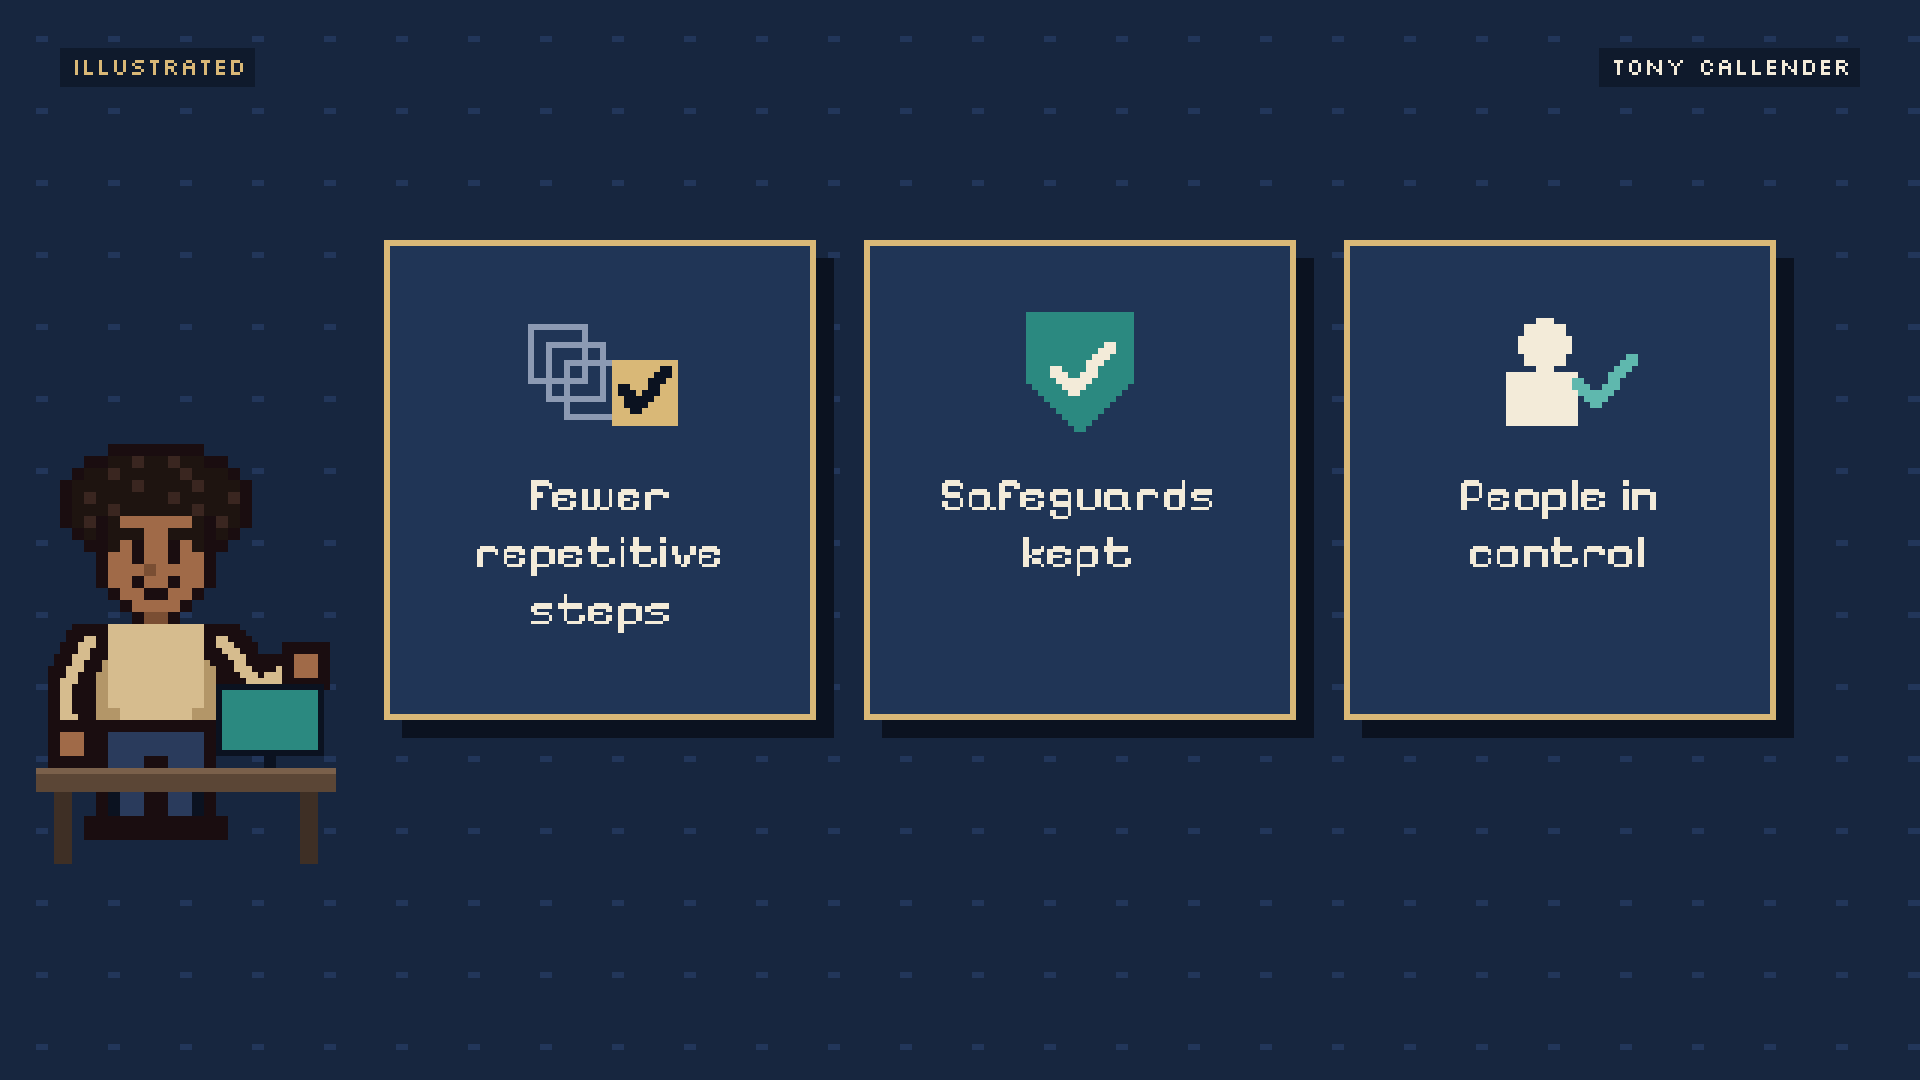 ILLUSTRATED
TONY CALLENDER
Fewer
repetitive
steps
Safeguards
kept
People in
control